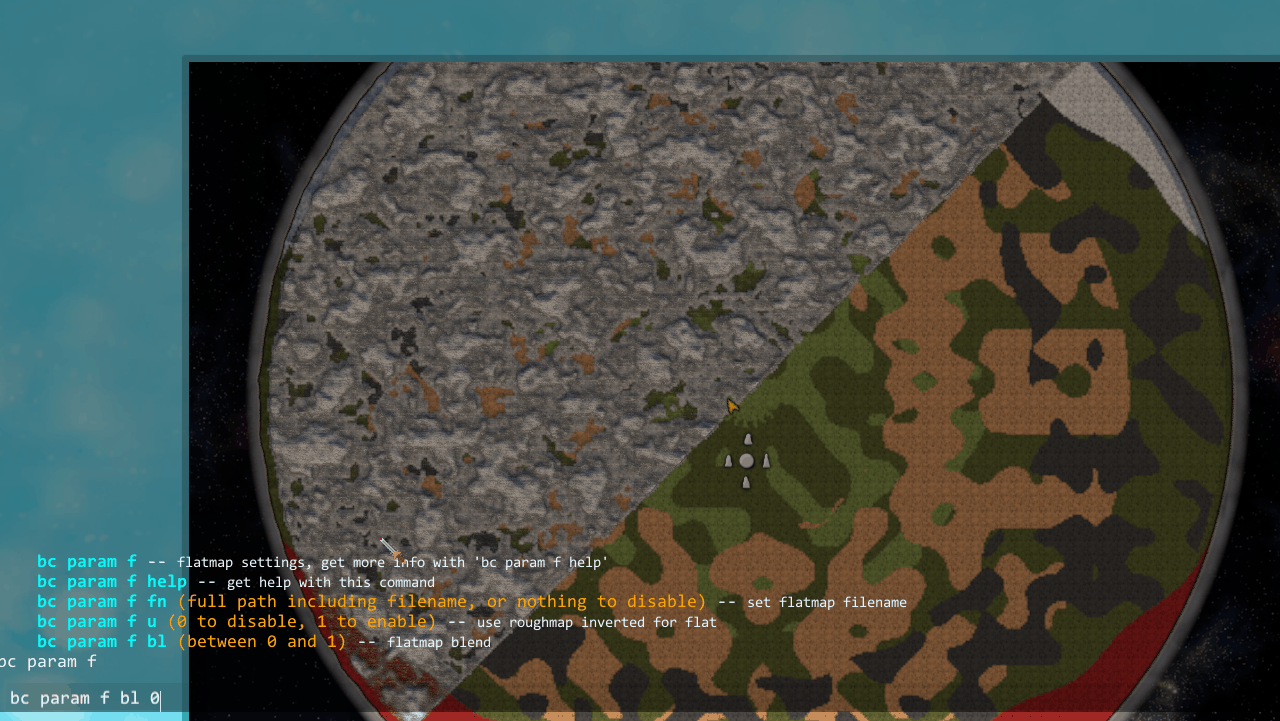 bc param f -- flatmap settings, get more info with 'bc param f help'
bc param f help -- get help with this command
bc param f fn (full path including filename, or nothing to disable) -- set flatmap filename
bc param f u (0 to disable, 1 to enable) -- use roughmap inverted for flat
bc param f bl (between 0 and 1) -- flatmap blend
bc param f
bc param f bl 0